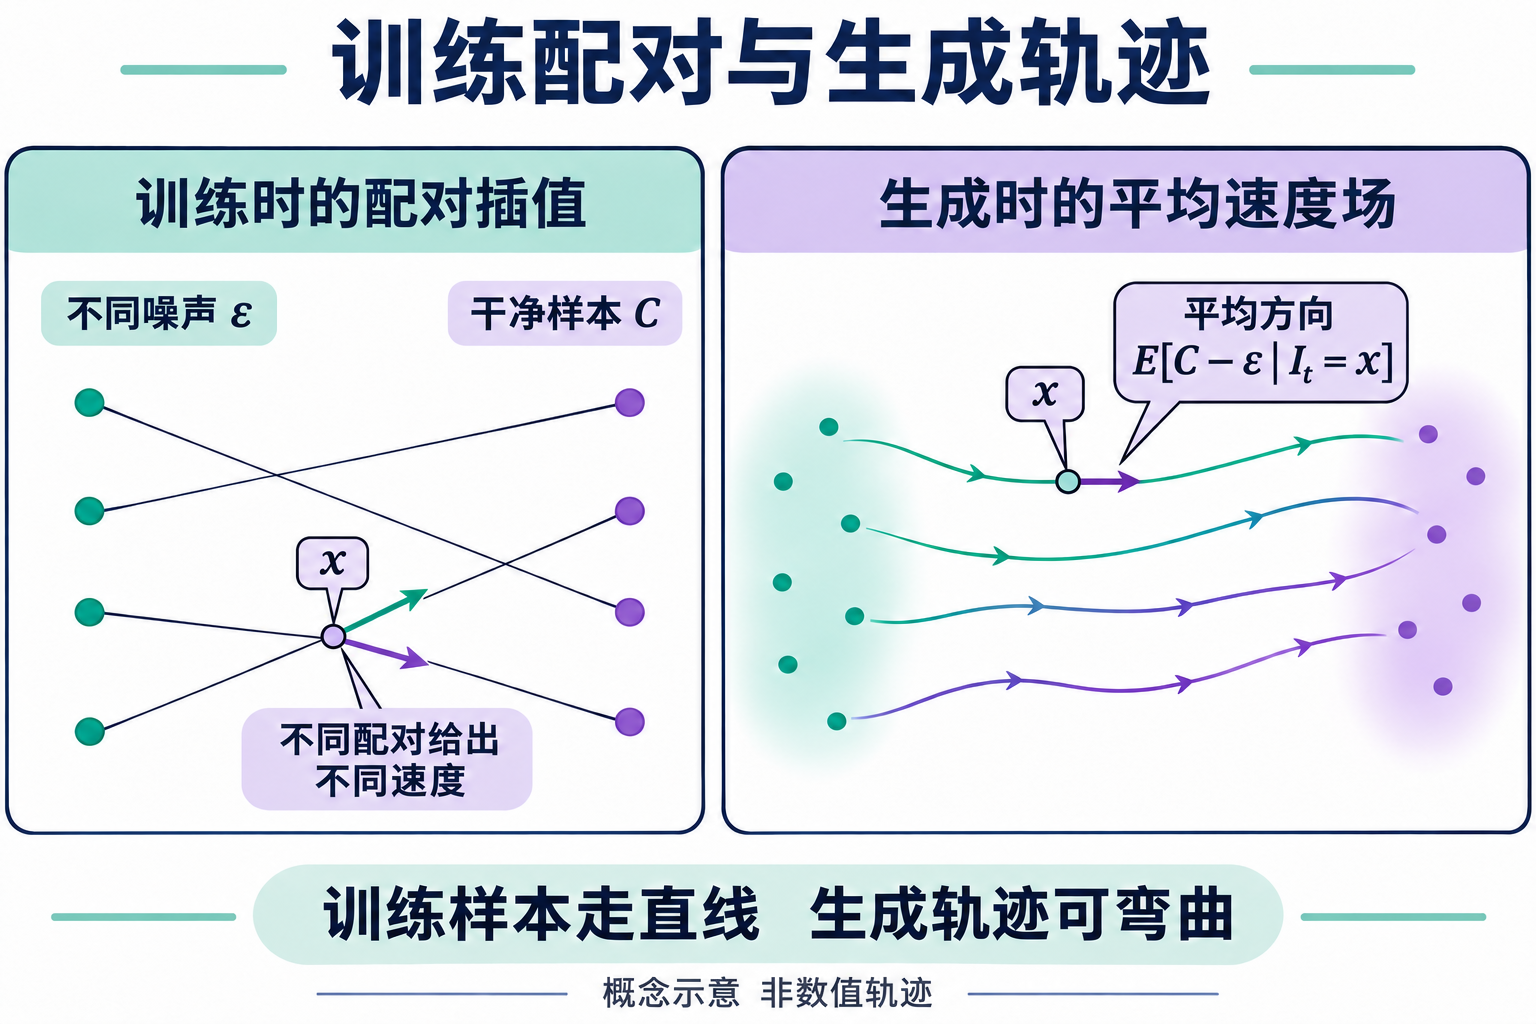 训练配对与生成轨迹
训练时的配对插值
不同噪声 ε
干净样本 C
x
不同配对给出
不同速度
生成时的平均速度场
平均方向
E[C − ε | I_t = x]
x
训练样本走直线 生成轨迹可弯曲
概念示意 非数值轨迹